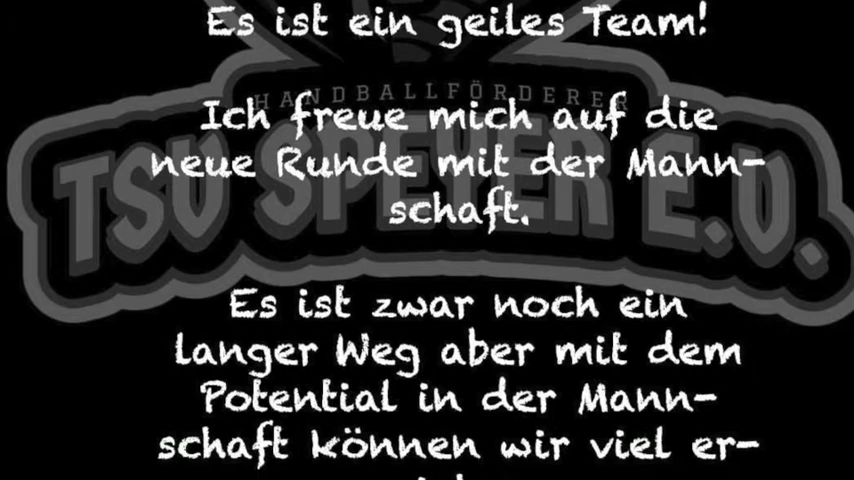 Es ist ein geiles Team!
HANDBALLFÖRDERER
Ich freue mich auf die
neue Runde mit der Mann-
schaft.
TSV SPEYER E.V.
Es ist zwar noch ein
langer Weg aber mit dem
Potential in der Mann-
schaft können wir viel er-